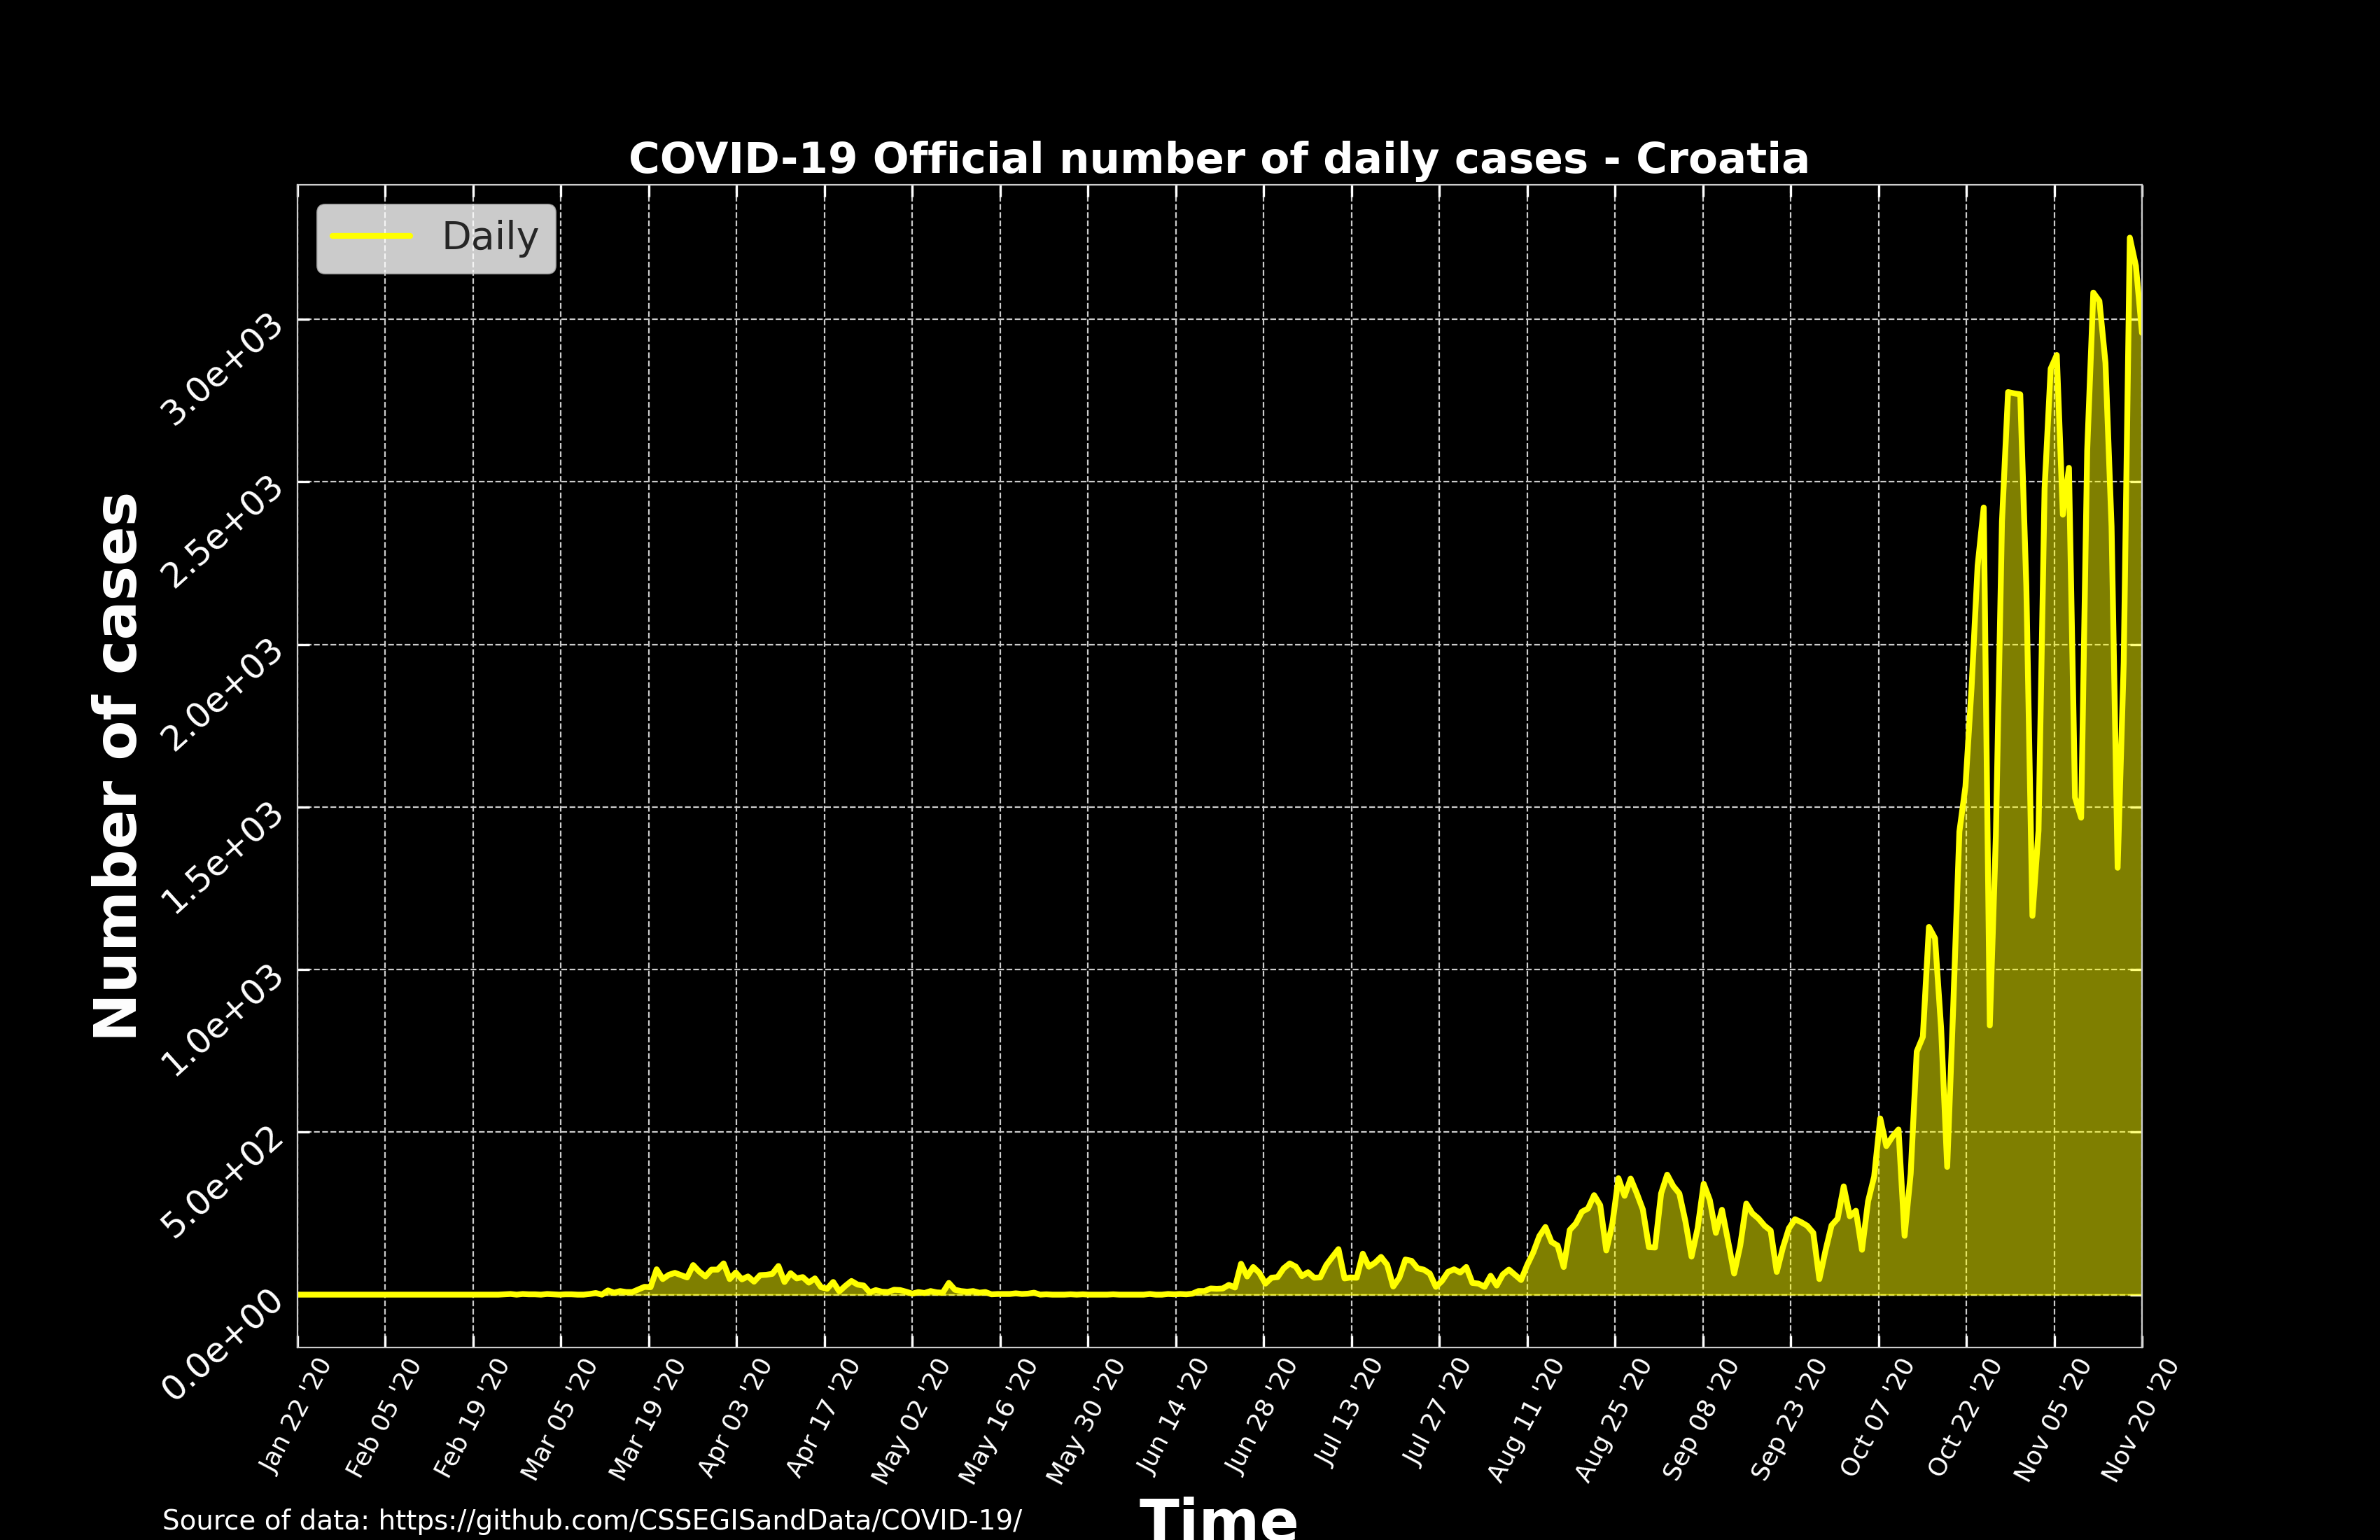 COVID-19 Official number of daily cases - Croatia
Daily
Number of cases
3.0e+03
2.5e+03
2.0e+03
1.5e+03
1.0e+03
5.0e+02
0.0e+00
Jan 22 '20
Feb 05 '20
Feb 19 '20
Mar 05 '20
Mar 19 '20
Apr 03 '20
Apr 17 '20
May 02 '20
May 16 '20
May 30 '20
Jun 14 '20
Jun 28 '20
Jul 13 '20
Jul 27 '20
Aug 11 '20
Aug 25 '20
Sep 08 '20
Sep 23 '20
Oct 07 '20
Oct 22 '20
Nov 05 '20
Nov 20 '20
Time
Source of data: https://github.com/CSSEGISandData/COVID-19/